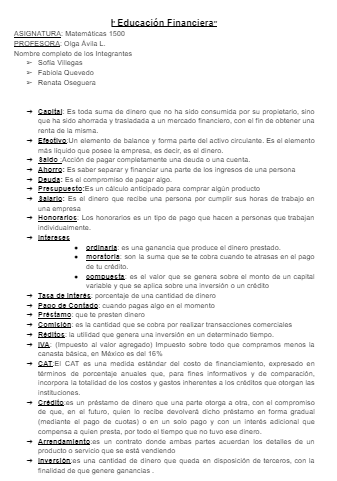 Educación Financiera
ASIGNATURA: Matemáticas 1500
PROFESORA: Olga Ávila L.
Nombre completo de los Integrantes
➢ Sofía Villegas
➢ Fabiola Quevedo
➢ Renata Oseguera
➔ Capital: Es toda suma de dinero que no ha sido consumida por su propietario, sino
que ha sido ahorrada y trasladada a un mercado financiero, con el fin de obtener una
renta de la misma.
➔ Efectivo:Un elemento de balance y forma parte del activo circulante. Es el elemento
más líquido que posee la empresa, es decir, es el dinero.
➔ Saldo :Acción de pagar completamente una deuda o una cuenta.
➔ Ahorro: Es saber separar y financiar una parte de los ingresos de una persona
➔ Deuda: Es el compromiso de pagar algo.
➔ Presupuesto:Es un cálculo anticipado para comprar algún producto
➔ Salario: Es el dinero que recibe una persona por cumplir sus horas de trabajo en
una empresa
➔ Honorarios: Los honorarios es un tipo de pago que hacen a personas que trabajan
individualmente.
➔ Intereses
● ordinaria: es una ganancia que produce el dinero prestado.
● moratoria: son la suma que se te cobra cuando te atrasas en el pago
de tu crédito.
● compuesta: es el valor que se genera sobre el monto de un capital
variable y que se aplica sobre una inversión o un crédito
➔ Tasa de Interés: porcentaje de una cantidad de dinero
➔ Pago de Contado: cuando pagas algo en el momento
➔ Préstamo: que te presten dinero
➔ Comisión: es la cantidad que se cobra por realizar transacciones comerciales
➔ Réditos: la utilidad que genera una inversión en un determinado tiempo.
➔ IVA: (Impuesto al valor agregado) Impuesto sobre todo que compramos menos la
canasta básica, en México es del 16%
➔ CAT:El CAT es una medida estándar del costo de financiamiento, expresado en
términos de porcentaje anuales que, para fines informativos y de comparación,
incorpora la totalidad de los costos y gastos inherentes a los créditos que otorgan las
instituciones.
➔ Crédito:es un préstamo de dinero que una parte otorga a otra, con el compromiso
de que, en el futuro, quien lo recibe devolverá dicho préstamo en forma gradual
(mediante el pago de cuotas) o en un solo pago y con un interés adicional que
compensa a quien presta, por todo el tiempo que no tuvo ese dinero.
➔ Arrendamiento:es un contrato donde ambas partes acuerdan los detalles de un
producto o servicio que se está vendiendo
➔ Inversión:es una cantidad de dinero que queda en disposición de terceros, con la
finalidad de que genere ganancias .